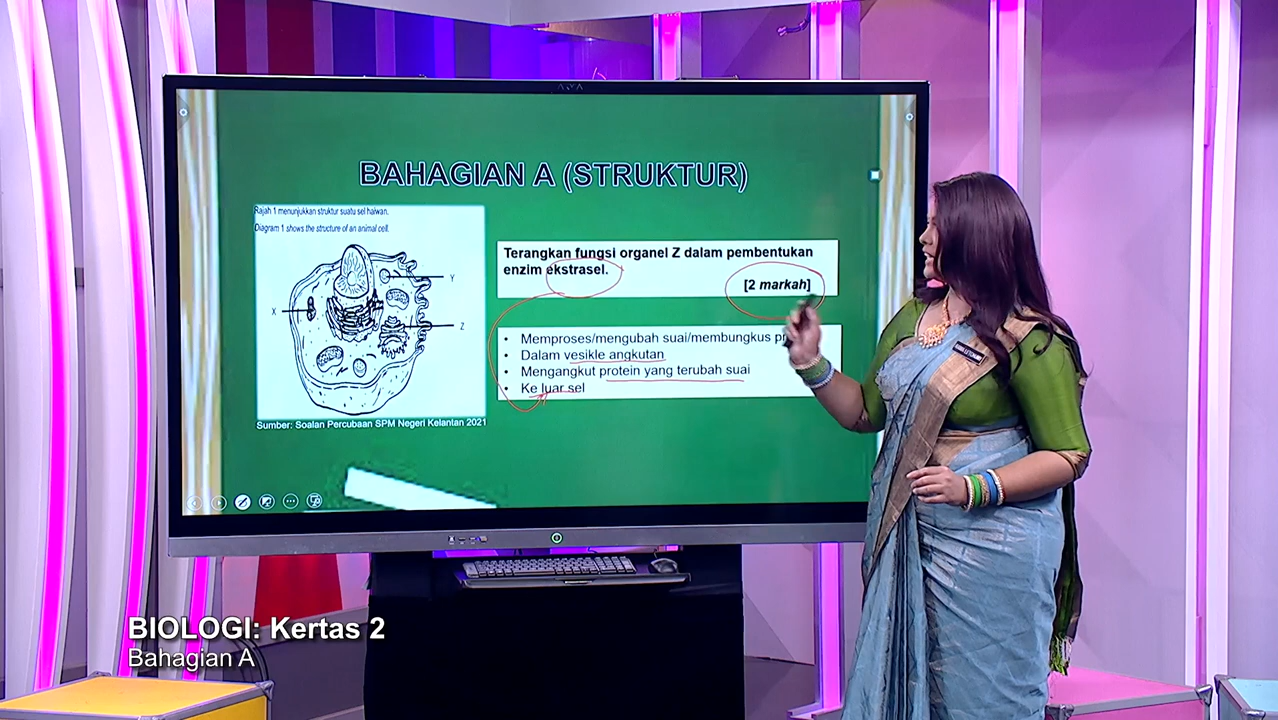 BAHAGIAN A (STRUKTUR)
Rajah 1 menunjukkan struktur suatu sel haiwan.
Diagram 1 shows the structure of an animal cell.
Y
X
Z
Sumber: Soalan Percubaan SPM Negeri Kelantan 2021
Terangkan fungsi organel Z dalam pembentukan
enzim ekstrasel.
[2 markah]
• Memproses/mengubah suai/membungkus
• Dalam vesikle angkutan
• Mengangkut protein yang terubah suai
• Ke luar sel
BIOLOGI: Kertas 2
Bahagian A